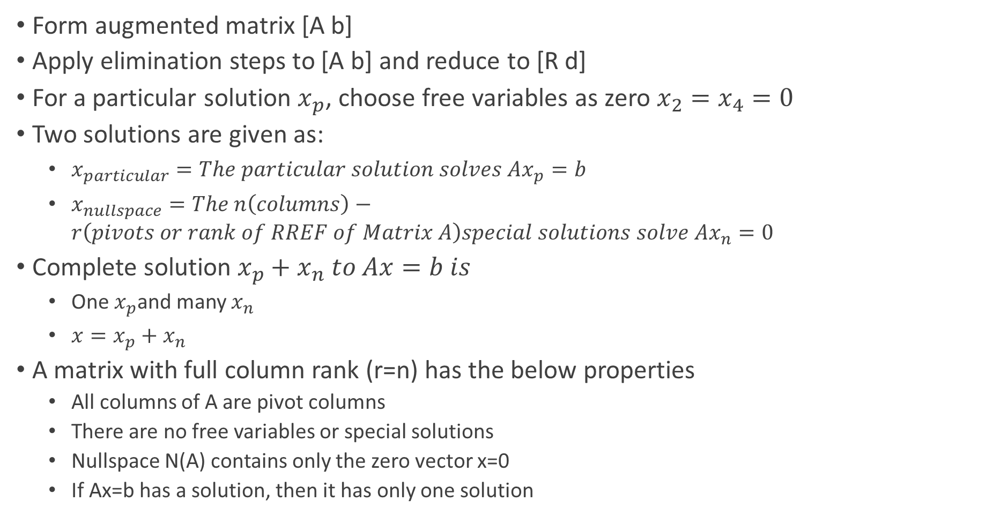 • Form augmented matrix [A b]
• Apply elimination steps to [A b] and reduce to [R d]
• For a particular solution $x_p$, choose free variables as zero $x_2 = x_4 = 0$
• Two solutions are given as:
• $x_{particular} = The\ particular\ solution\ solves\ Ax_p = b$
• $x_{nullspace} = The\ n(columns) -$
$r(pivots\ or\ rank\ of\ RREF\ of\ Matrix\ A)special\ solutions\ solve\ Ax_n = 0$
• Complete solution $x_p + x_n\ to\ Ax = b\ is$
• One $x_p$and many $x_n$
• $x = x_p + x_n$
• A matrix with full column rank (r=n) has the below properties
• All columns of A are pivot columns
• There are no free variables or special solutions
• Nullspace N(A) contains only the zero vector x=0
• If Ax=b has a solution, then it has only one solution